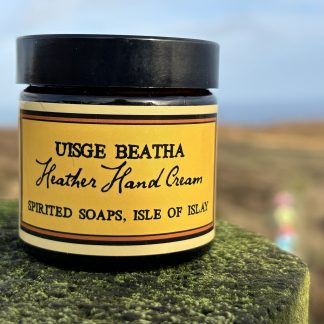 UISGE BEATHA
Heather Hand Cream
SPIRITED SOAPS, ISLE OF ISLAY